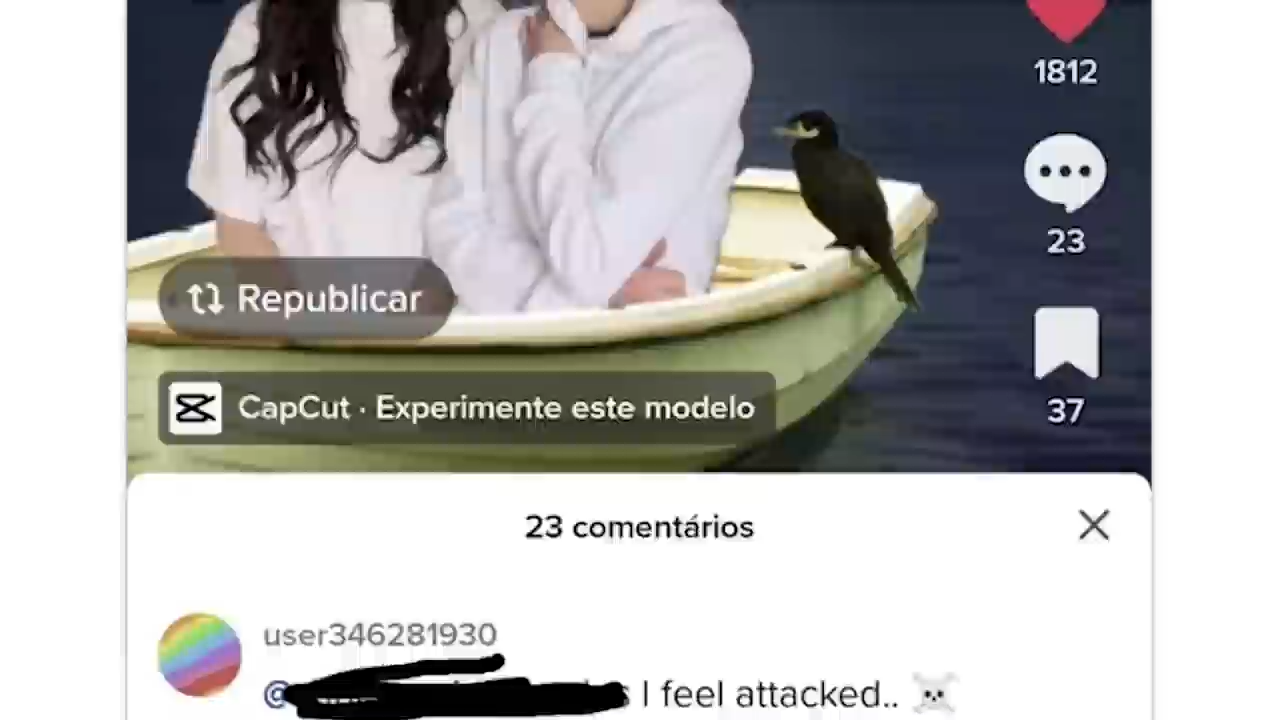 1812
23
Republicar
CapCut · Experimente este modelo
37
23 comentários
user346281930
@ I feel attacked.. ☠️